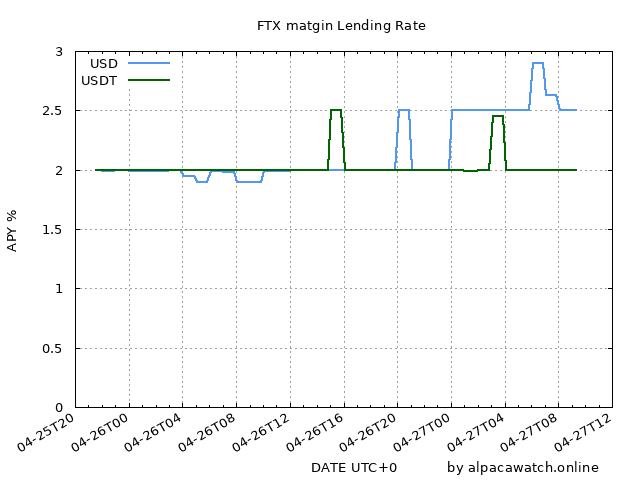 FTX matgin Lending Rate
USD
USDT
3
2.5
2
1.5
1
0.5
0
APY %
04-25T20
04-26T00
04-26T04
04-26T08
04-26T12
04-26T16
04-26T20
04-27T00
04-27T04
04-27T08
04-27T12
DATE UTC+0
by alpacawatch.online